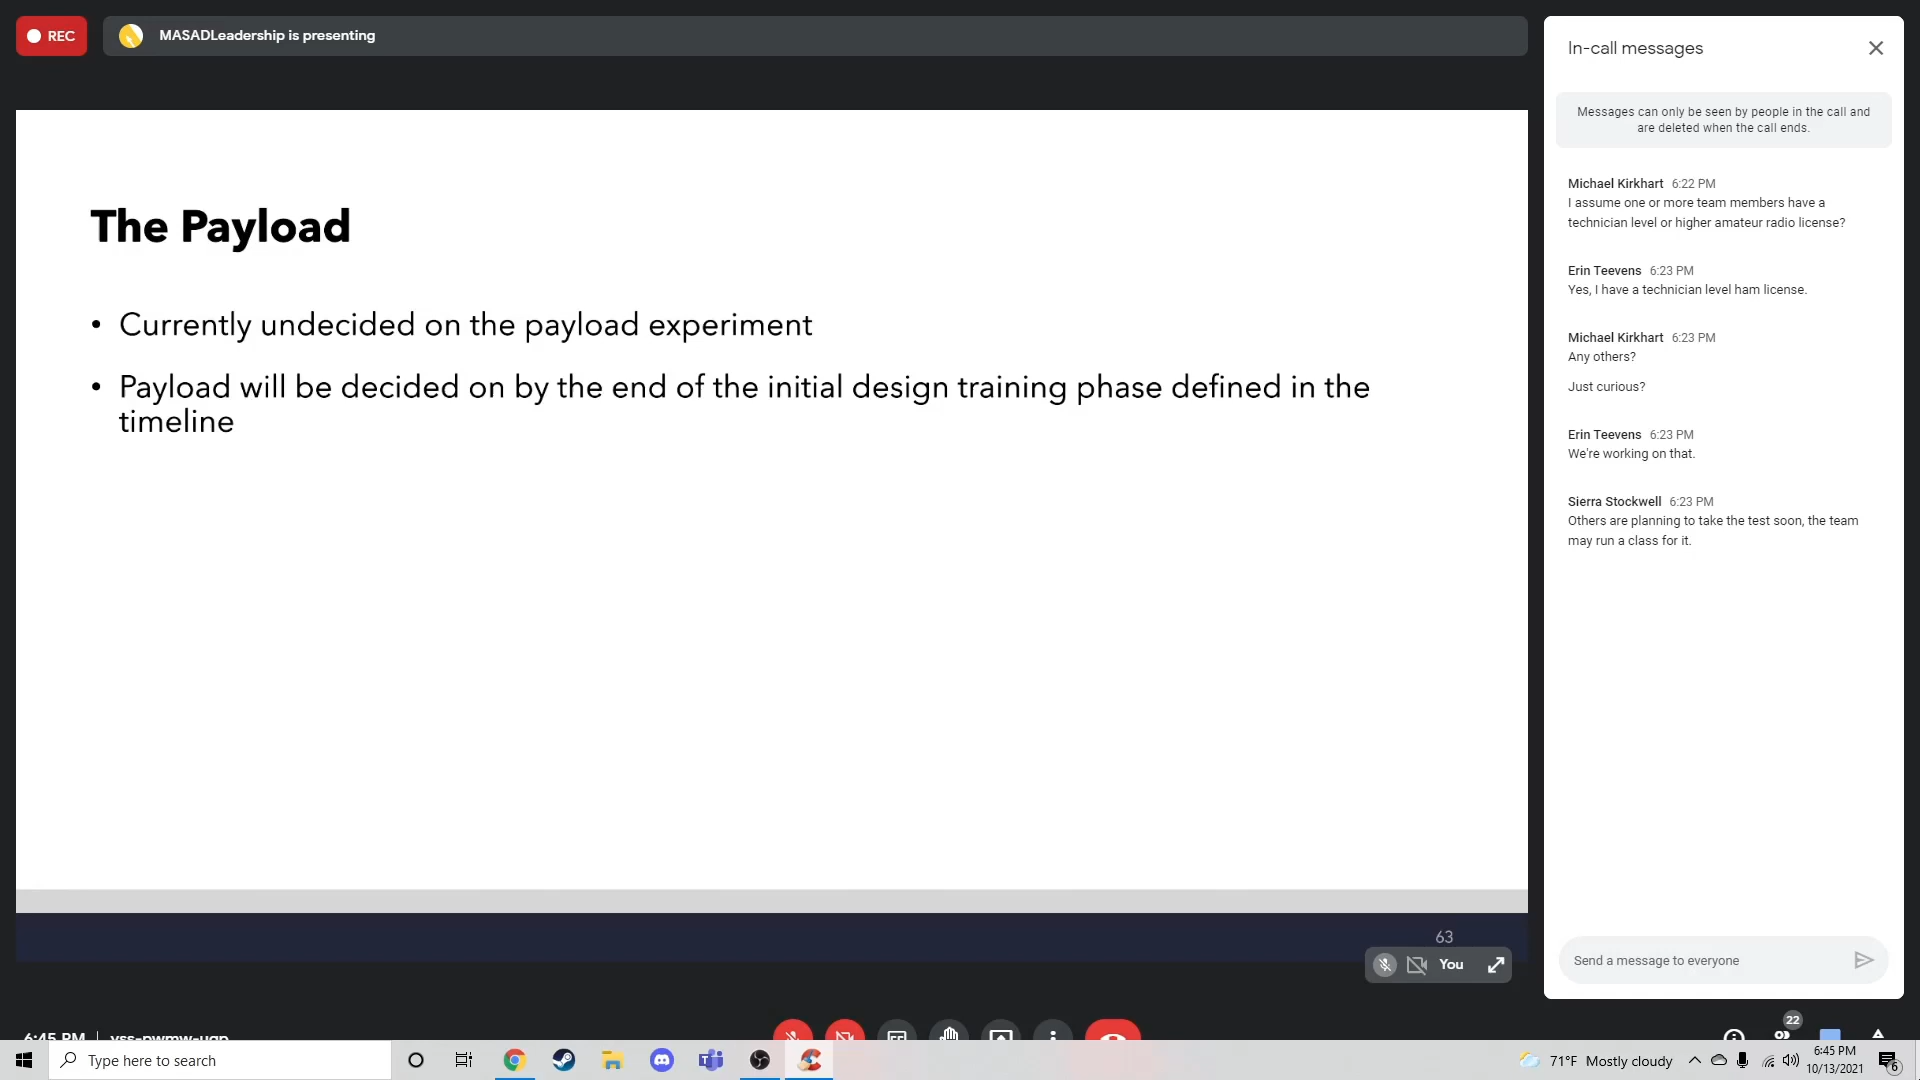 REC
MASADLeadership is presenting
The Payload
• Currently undecided on the payload experiment
• Payload will be decided on by the end of the initial design training phase defined in the
timeline
63
You
In-call messages
Messages can only be seen by people in the call and
are deleted when the call ends.
Michael Kirkhart 6:22 PM
I assume one or more team members have a
technician level or higher amateur radio license?
Erin Teevens 6:23 PM
Yes, I have a technician level ham license.
Michael Kirkhart 6:23 PM
Any others?
Just curious?
Erin Teevens 6:23 PM
We're working on that.
Sierra Stockwell 6:23 PM
Others are planning to take the test soon, the team
may run a class for it.
Send a message to everyone
6:45 PM
22
Type here to search
71°F Mostly cloudy
6:45 PM
10/13/2021
6